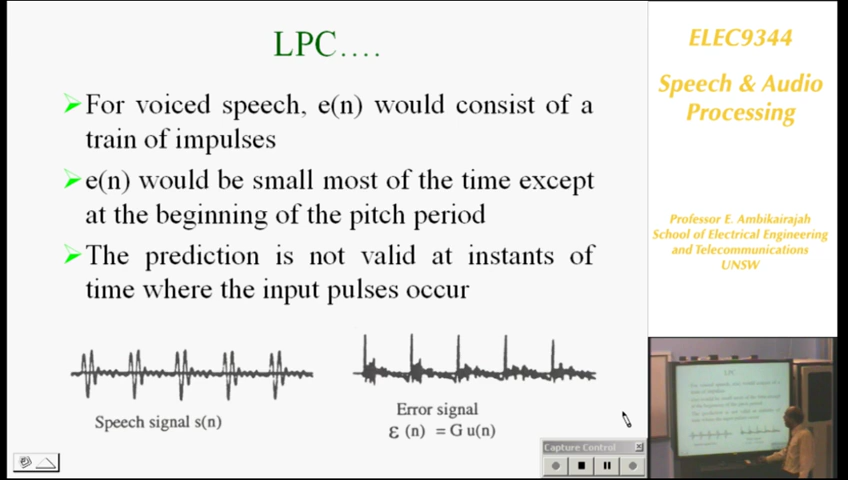 LPC....
For voiced speech, e(n) would consist of a
train of impulses
e(n) would be small most of the time except
at the beginning of the pitch period
The prediction is not valid at instants of
time where the input pulses occur
Speech signal s(n)
Error signal
ε (n) = G u(n)
Capture Control
ELEC9344
Speech & Audio
Processing
Professor E. Ambikairajah
School of Electrical Engineering
and Telecommunications
UNSW
LPC